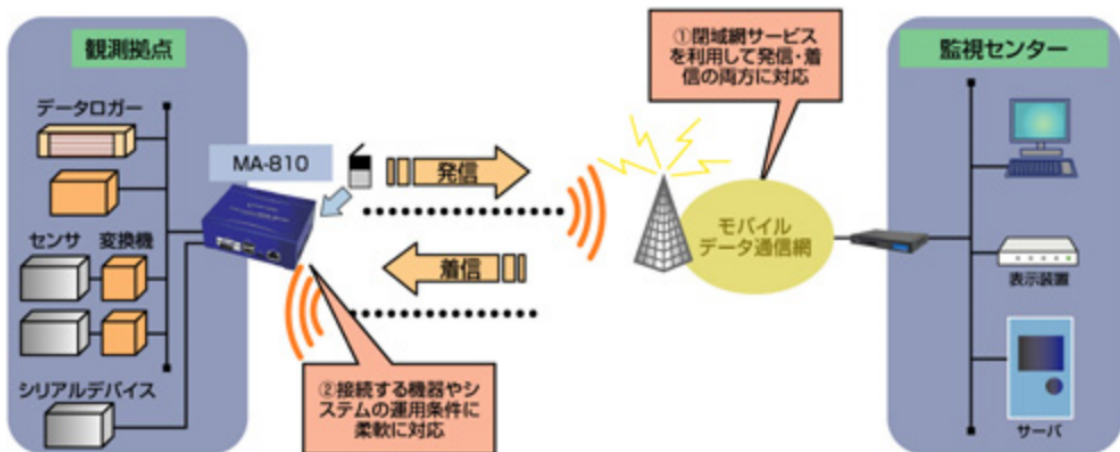 観測拠点
データロガー
センサ 変換機
シリアルデバイス
MA-810
発信
着信
①閉域網サービス
を利用して発信・着
信の両方に対応
②接続する機器やシ
ステムの運用条件に
柔軟に対応
モバイル
データ通信網
監視センター
表示装置
サーバ